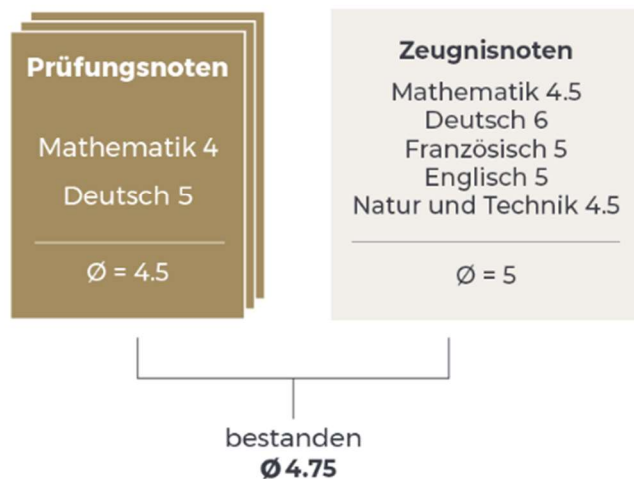 Prüfungsnoten
Mathematik 4
Deutsch 5
Ø = 4.5
Zeugnisnoten
Mathematik 4.5
Deutsch 6
Französisch 5
Englisch 5
Natur und Technik 4.5
Ø = 5
bestanden
Ø 4.75